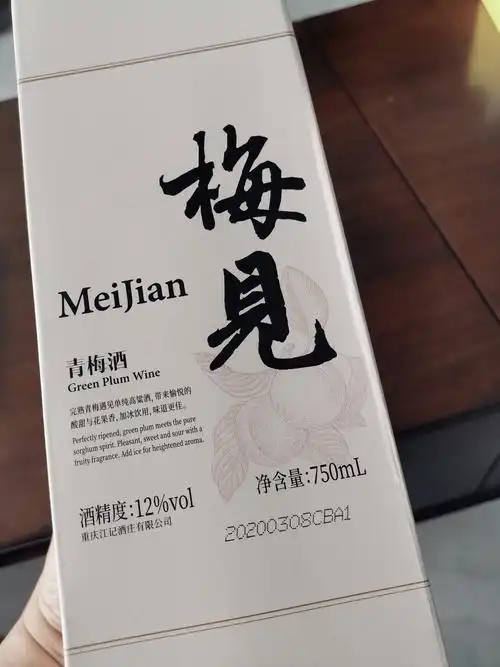 梅
見
MeiJian
青梅酒
Green Plum Wine
完熟青梅遇见单纯高粱酒,带来愉悦的
酸甜与花果香,加冰饮用,味道更佳。
Perfectly ripened, green plum meets the pure
sorghum spirit. Pleasant, sweet and sour with a
fruity fragrance. Add ice for heightened aroma.
酒精度:12%vol
净含量:750mL
重庆江记酒庄有限公司
20200308CBA1